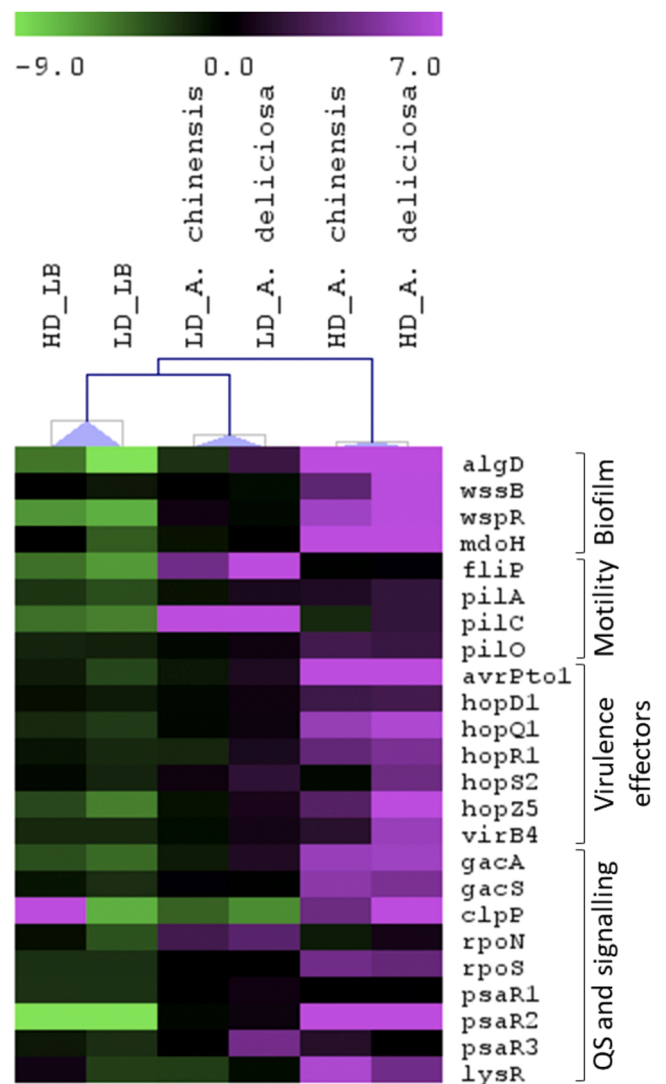 -9.0 0.0 7.0
HD_LB
LD_LB
LD_A. chinensis
LD_A. deliciosa
HD_A. chinensis
HD_A. deliciosa
algD
wssB
wspR
mdoH
fliP
pilA
pilC
pilO
avrPto1
hopD1
hopQ1
hopR1
hopS2
hopZ5
virB4
gacA
gacS
clpP
rpoN
rpoS
psaR1
psaR2
psaR3
lysR
Biofilm
Motility
Virulence
effectors
QS and signalling